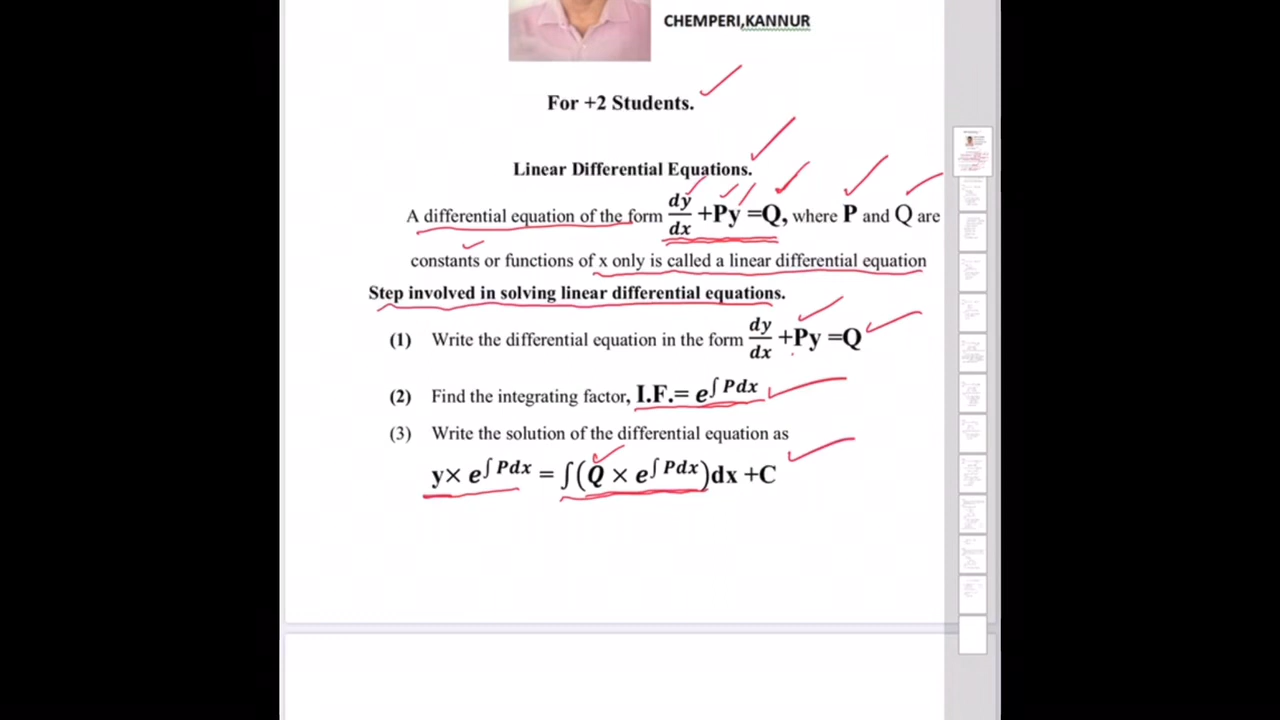 CHEMPERI,KANNUR
For +2 Students.
Linear Differential Equations.
A differential equation of the form dy/dx +Py =Q, where P and Q are
constants or functions of x only is called a linear differential equation
Step involved in solving linear differential equations.
(1) Write the differential equation in the form dy/dx +Py =Q
(2) Find the integrating factor, I.F.= e^∫ Pdx
(3) Write the solution of the differential equation as
y× e^∫ Pdx = ∫(Q × e^∫ Pdx)dx +C